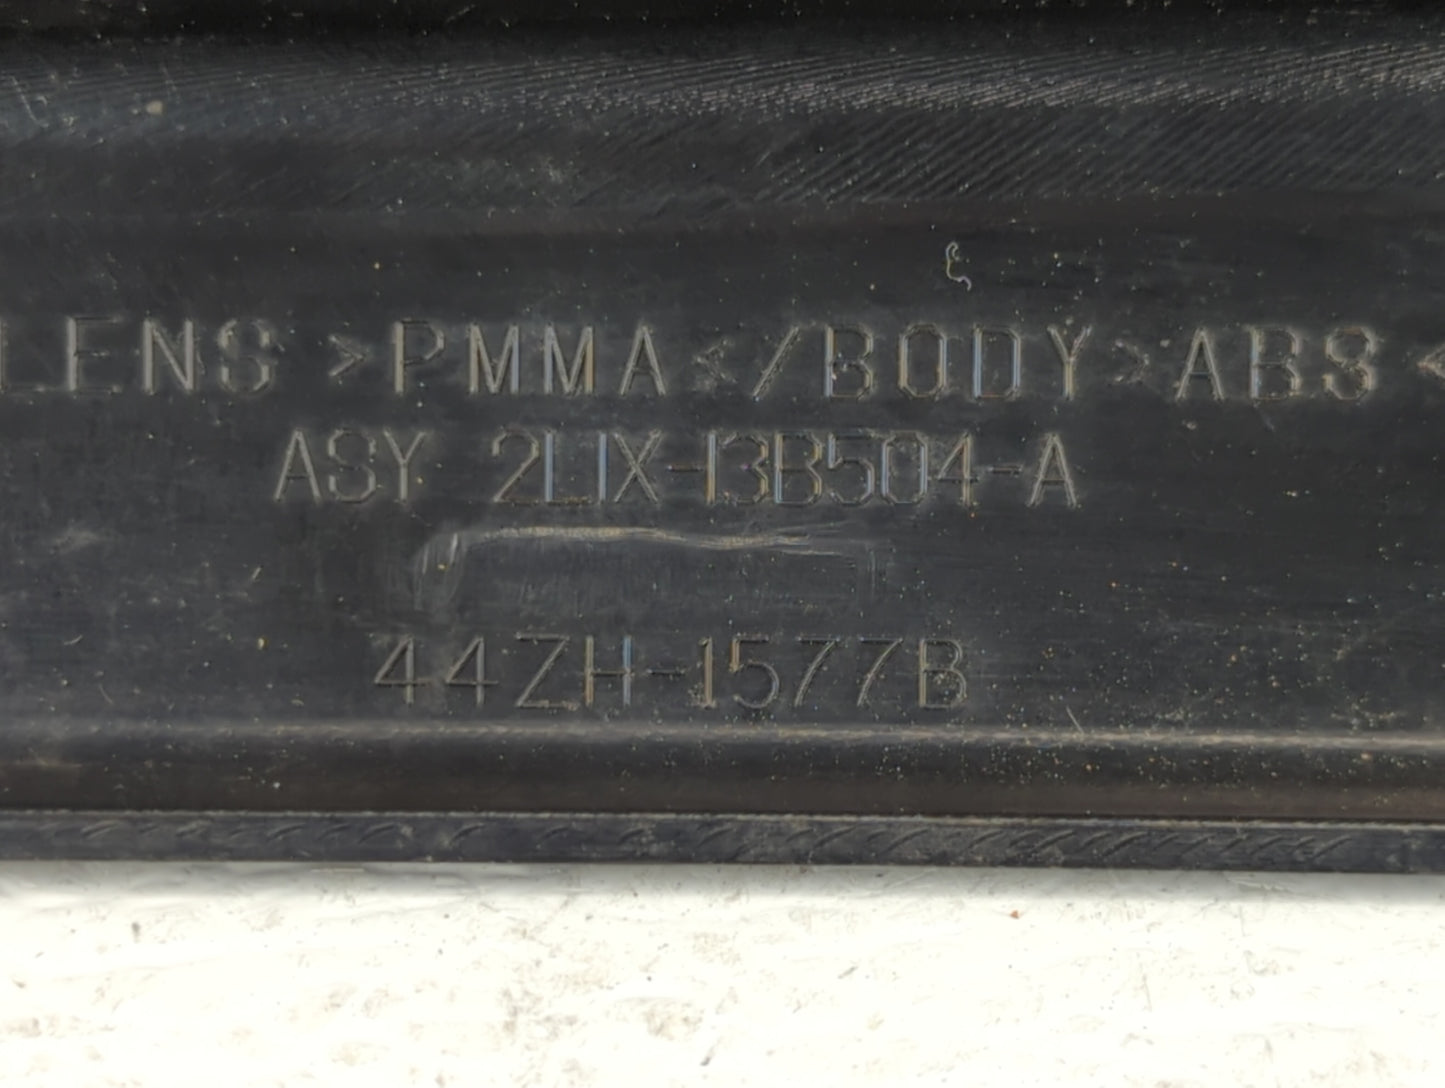 LENS >PMMA</BODY>ABS<
ASY 2L1X-13B504-A
44ZH-1577B